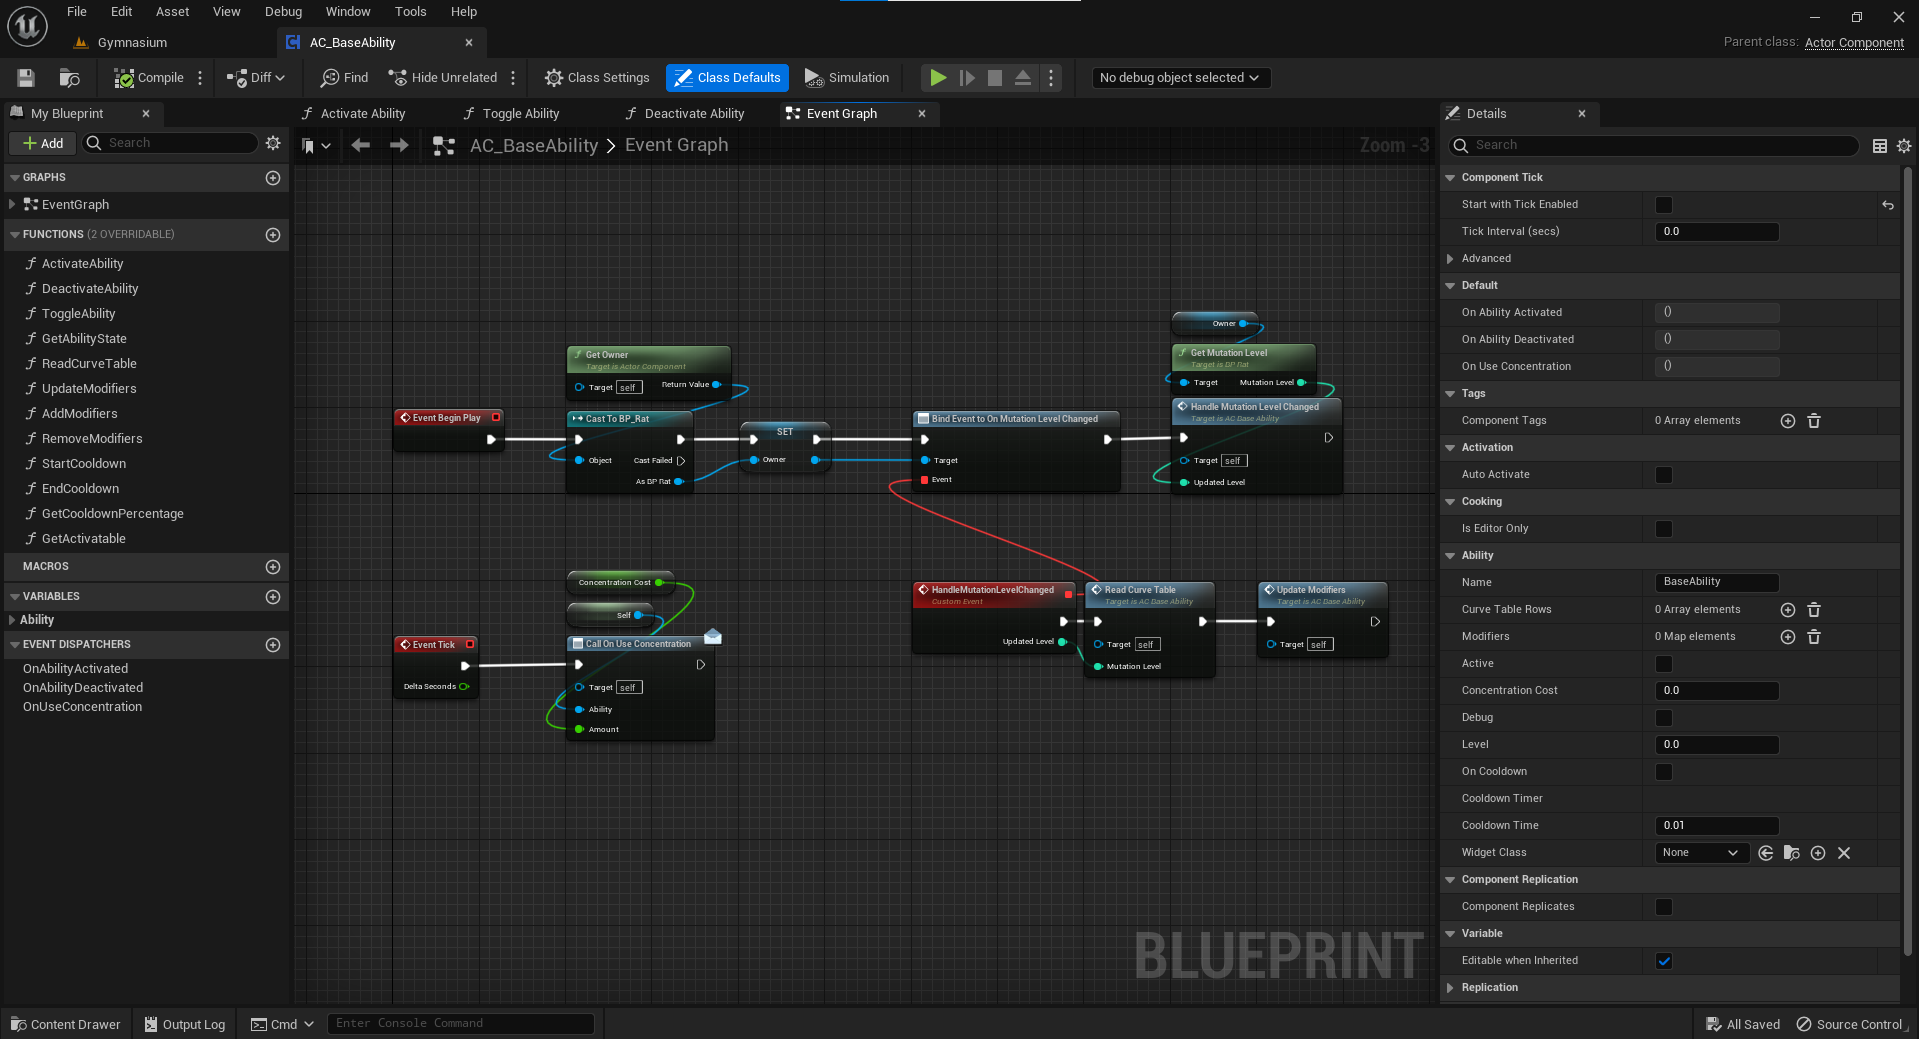 File Edit Asset View Debug Window Tools Help
Gymnasium
AC_BaseAbility
Parent class: Actor Component
Compile
Diff
Find
Hide Unrelated
Class Settings
Class Defaults
Simulation
No debug object selected
My Blueprint
Activate Ability
Toggle Ability
Deactivate Ability
Event Graph
Details
Add
Search
AC_BaseAbility > Event Graph
Zoom -3
Search
GRAPHS
EventGraph
FUNCTIONS (2 OVERRIDABLE)
ActivateAbility
DeactivateAbility
ToggleAbility
GetAbilityState
ReadCurveTable
UpdateModifiers
AddModifiers
RemoveModifiers
StartCooldown
EndCooldown
GetCooldownPercentage
GetActivatable
MACROS
VARIABLES
Ability
EVENT DISPATCHERS
OnAbilityActivated
OnAbilityDeactivated
OnUseConcentration
Event Begin Play
Get Owner
Target is Actor Component
Target self
Return Value
Cast To BP_Rat
Object
Cast Failed
As BP Rat
SET
Owner
Bind Event to On Mutation Level Changed
Target
Event
Owner
Get Mutation Level
Target is BP Rat
Target
Mutation Level
Handle Mutation Level Changed
Target is AC Base Ability
Target self
Updated Level
Concentration Cost
Self
Event Tick
Delta Seconds
Call On Use Concentration
Target self
Ability
Amount
HandleMutationLevelChanged
Custom Event
Updated Level
Read Curve Table
Target is AC Base Ability
Target self
Mutation Level
Update Modifiers
Target is AC Base Ability
Target self
BLUEPRINT
Component Tick
Start with Tick Enabled
Tick Interval (secs) 0.0
Advanced
Default
On Ability Activated ()
On Ability Deactivated ()
On Use Concentration ()
Tags
Component Tags 0 Array elements
Activation
Auto Activate
Cooking
Is Editor Only
Ability
Name BaseAbility
Curve Table Rows 0 Array elements
Modifiers 0 Map elements
Active
Concentration Cost 0.0
Debug
Level 0.0
On Cooldown
Cooldown Timer
Cooldown Time 0.01
Widget Class None
Component Replication
Component Replicates
Variable
Editable when Inherited
Replication
Content Drawer
Output Log
Cmd
Enter Console Command
All Saved
Source Control